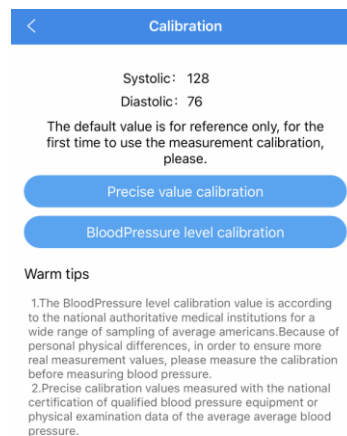 Calibration
Systolic: 128
Diastolic: 76
The default value is for reference only, for the
first time to use the measurement calibration,
please.
Precise value calibration
BloodPressure level calibration
Warm tips
1.The BloodPressure level calibration value is according
to the national authoritative medical institutions for a
wide range of sampling of average americans.Because of
personal physical differences, in order to ensure more
real measurement values, please measure the calibration
before measuring blood pressure.
2.Precise calibration values measured with the national
certification of qualified blood pressure equipment or
physical examination data of the average average blood
pressure.